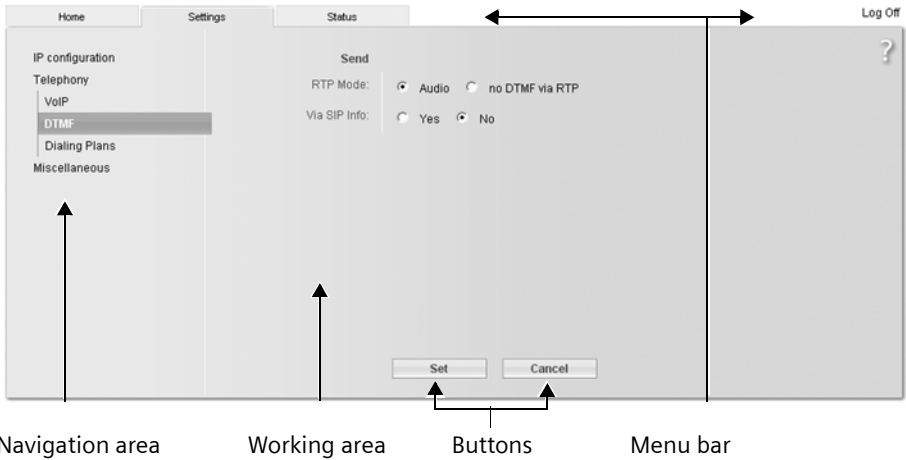 Home Settings Status Log Off
?
IP configuration Send
Telephony RTP Mode: Audio no DTMF via RTP
VoIP
DTMF Via SIP Info: Yes No
Dialing Plans
Miscellaneous
Set Cancel
Navigation area Working area Buttons Menu bar